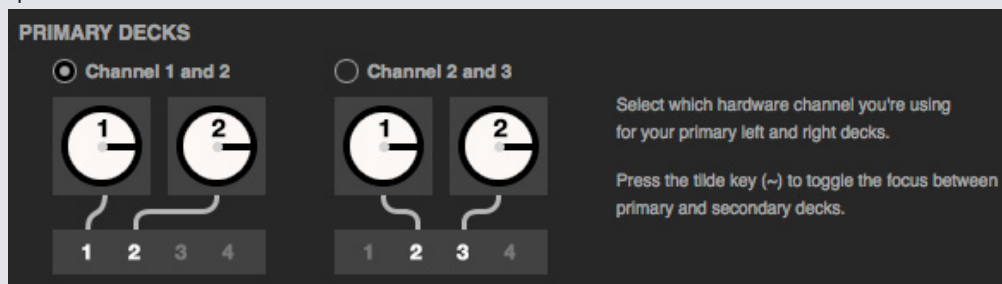 PRIMARY DECKS
Channel 1 and 2
Channel 2 and 3
1 2
1 2
1 2 3 4
1 2 3 4
Select which hardware channel you're using
for your primary left and right decks.
Press the tilde key (~) to toggle the focus between
primary and secondary decks.